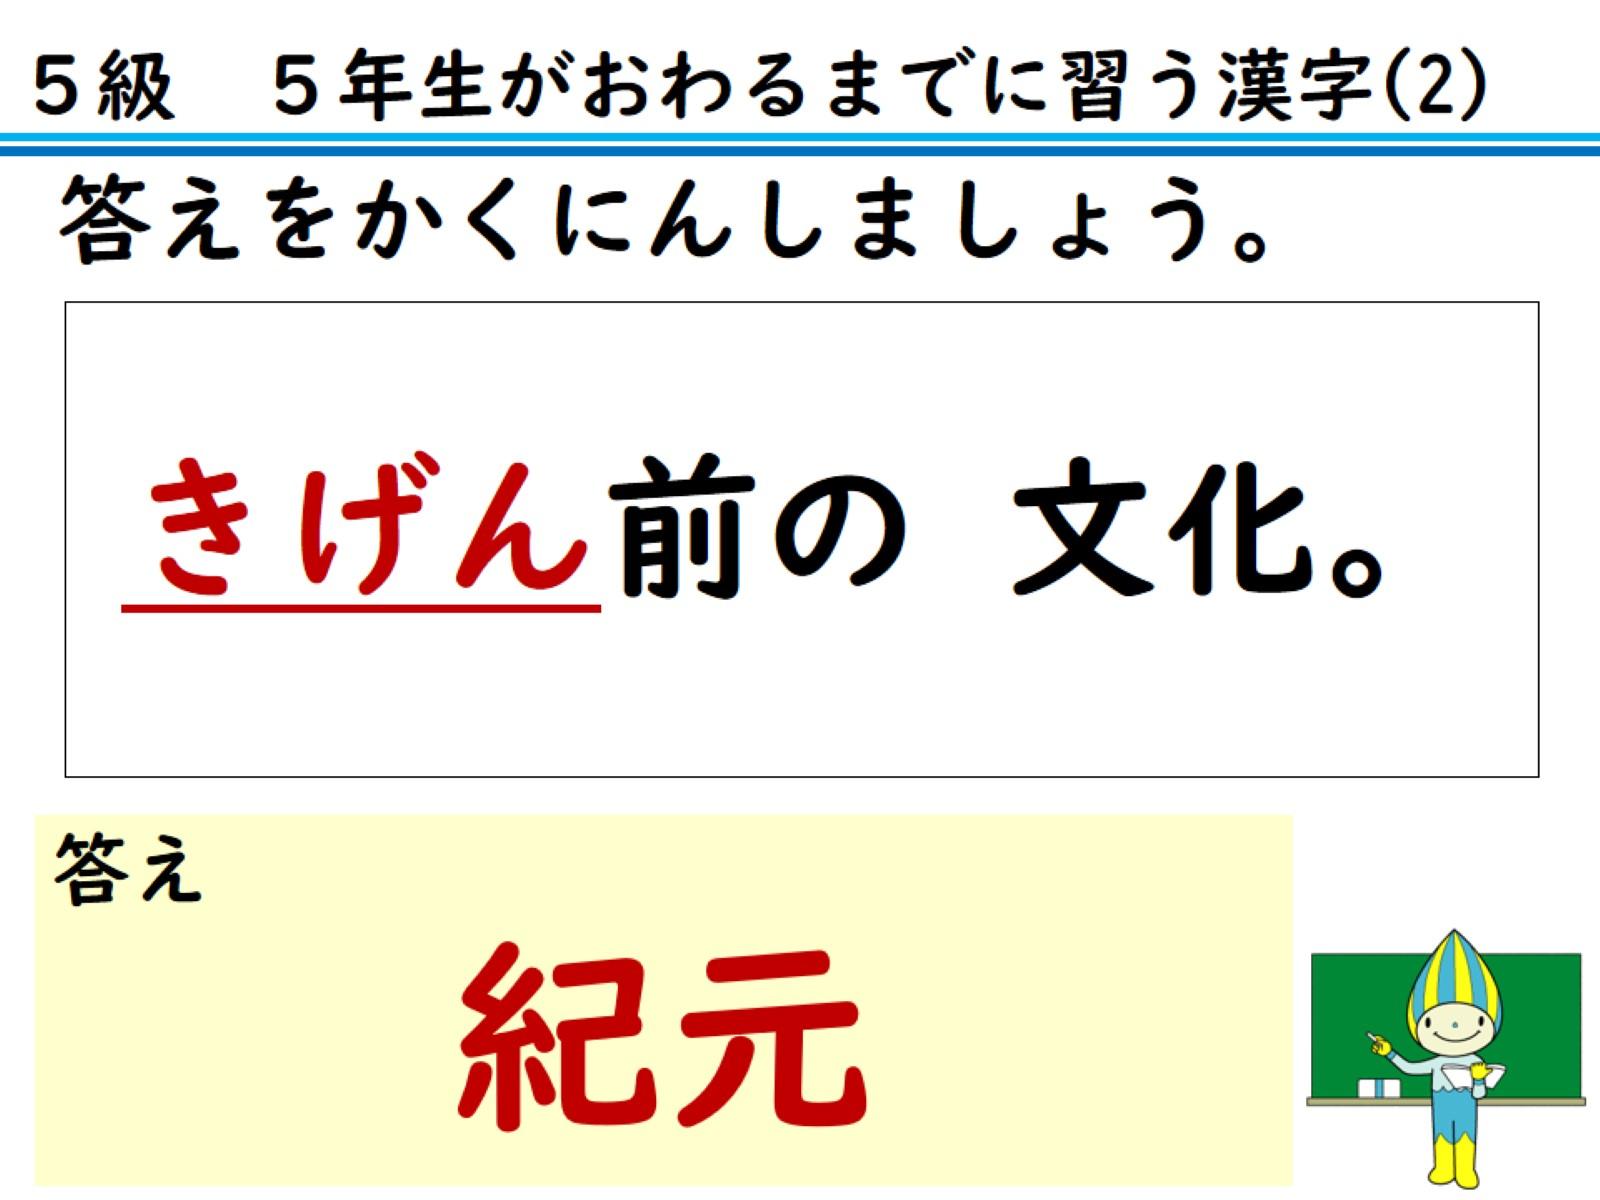 ５級　５年生がおわるまでに習う漢字(2)
答えをかくにんしましょう。
きげん前の 文化。
答え
紀元